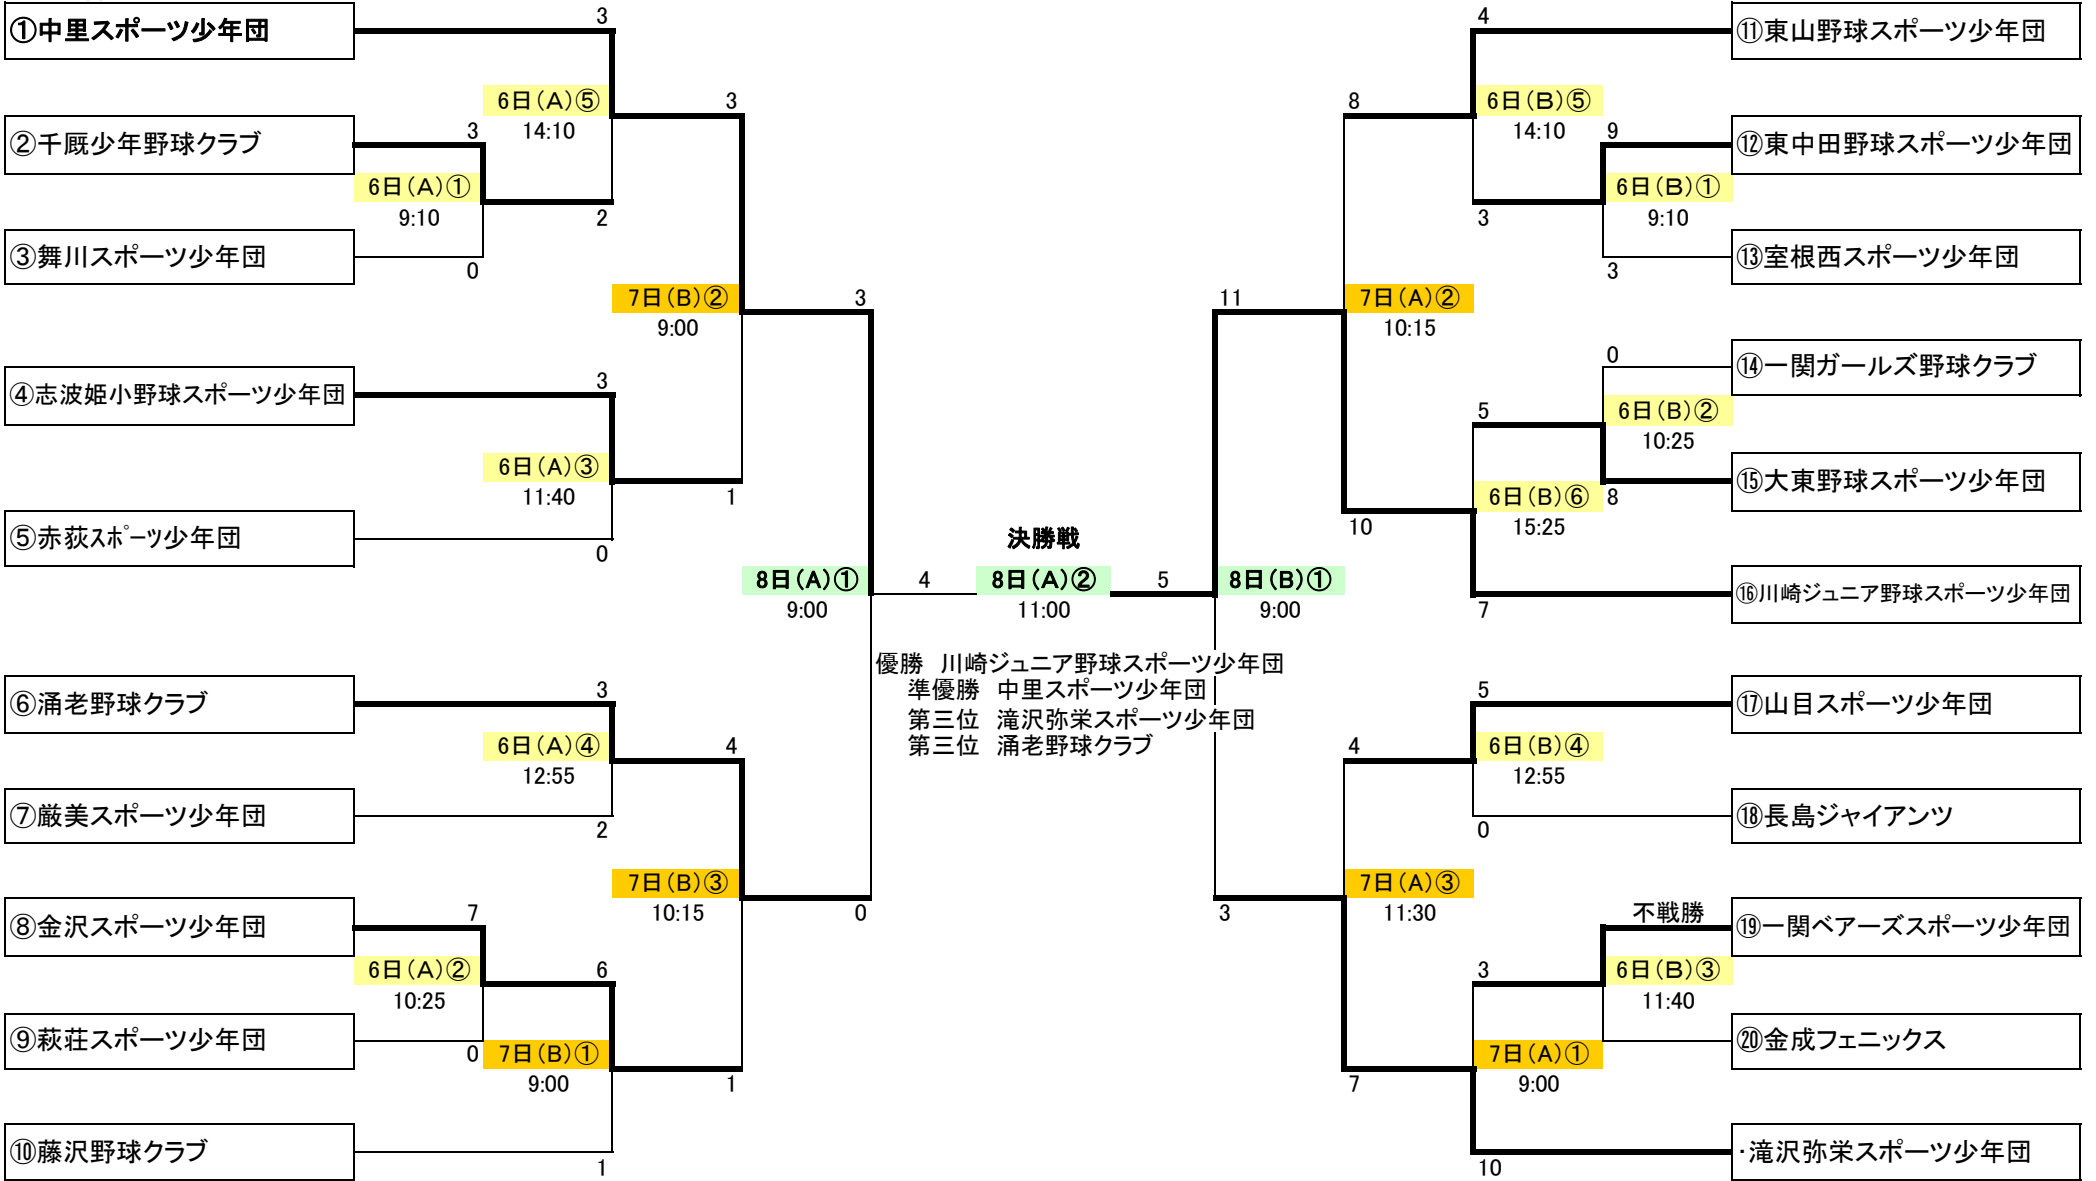 ①中里スポーツ少年団
3
6日(A)⑤
14:10
3
②千厩少年野球クラブ
3
6日(A)①
9:10
2
③舞川スポーツ少年団
0
7日(B)②
9:00
3
④志波姫小野球スポーツ少年団
3
6日(A)③
11:40
1
⑤赤荻スポーツ少年団
0
8日(A)①
9:00
4
⑥涌老野球クラブ
3
6日(A)④
12:55
4
⑦厳美スポーツ少年団
2
7日(B)③
10:15
0
⑧金沢スポーツ少年団
7
6日(A)②
10:25
6
⑨萩荘スポーツ少年団
0
7日(B)①
9:00
1
⑩藤沢野球クラブ
1
決勝戦
8日(A)②
11:00
優勝 川崎ジュニア野球スポーツ少年団
準優勝 中里スポーツ少年団
第三位 滝沢弥栄スポーツ少年団
第三位 涌老野球クラブ
4
⑪東山野球スポーツ少年団
8
6日(B)⑤
14:10
9
⑫東中田野球スポーツ少年団
6日(B)①
9:10
3
3
⑬室根西スポーツ少年団
11
7日(A)②
10:15
0
⑭一関ガールズ野球クラブ
5
6日(B)②
10:25
8
⑮大東野球スポーツ少年団
6日(B)⑥
15:25
10
5
8日(B)①
9:00
7
⑯川崎ジュニア野球スポーツ少年団
5
⑰山目スポーツ少年団
4
6日(B)④
12:55
0
⑱長島ジャイアンツ
3
7日(A)③
11:30
不戦勝
⑲一関ベアーズスポーツ少年団
3
6日(B)③
11:40
⑳金成フェニックス
7日(A)①
9:00
7
10
・滝沢弥栄スポーツ少年団